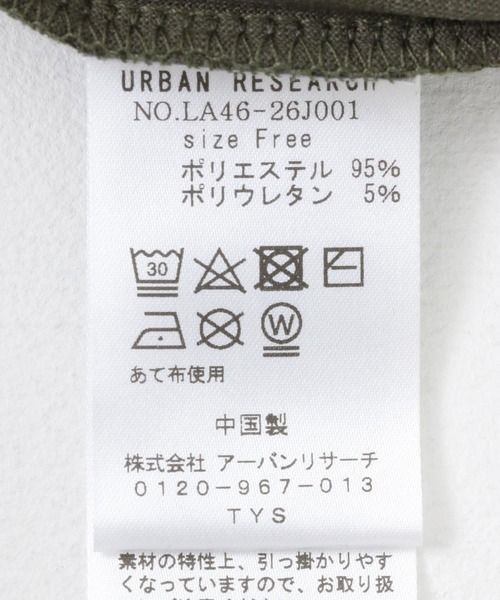 URBAN RESEARCH
NO.LA46-26J001
size Free
ポリエステル 95%
ポリウレタン 5%
30
W
あて布使用
中国製
株式会社 アーバンリサーチ
0120-967-013
TYS
素材の特性上、引っ掛かりやす
くなっていますので、お取り扱